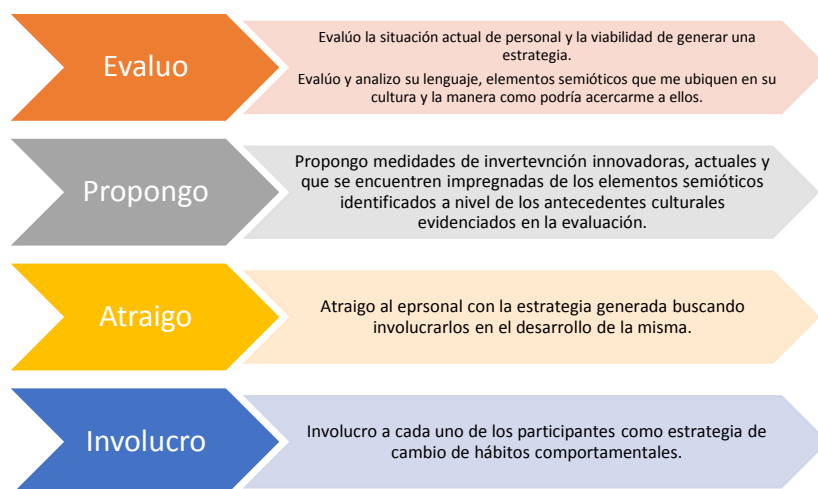 Evaluo
Evalúo la situación actual de personal y la viabilidad de generar una
estrategia.
Evalúo y analizo su lenguaje, elementos semióticos que me ubiquen en su
cultura y la manera como podría acercarme a ellos.
Propongo
Propongo medidades de invertevnción innovadoras, actuales y
que se encuentren impregnadas de los elementos semióticos
identificados a nivel de los antecedentes culturales
evidenciados en la evaluación.
Atraigo
Atraigo al eprsonal con la estrategia generada buscando
involucrarlos en el desarrollo de la misma.
Involucro
Involucro a cada uno de los participantes como estrategia de
cambio de hábitos comportamentales.